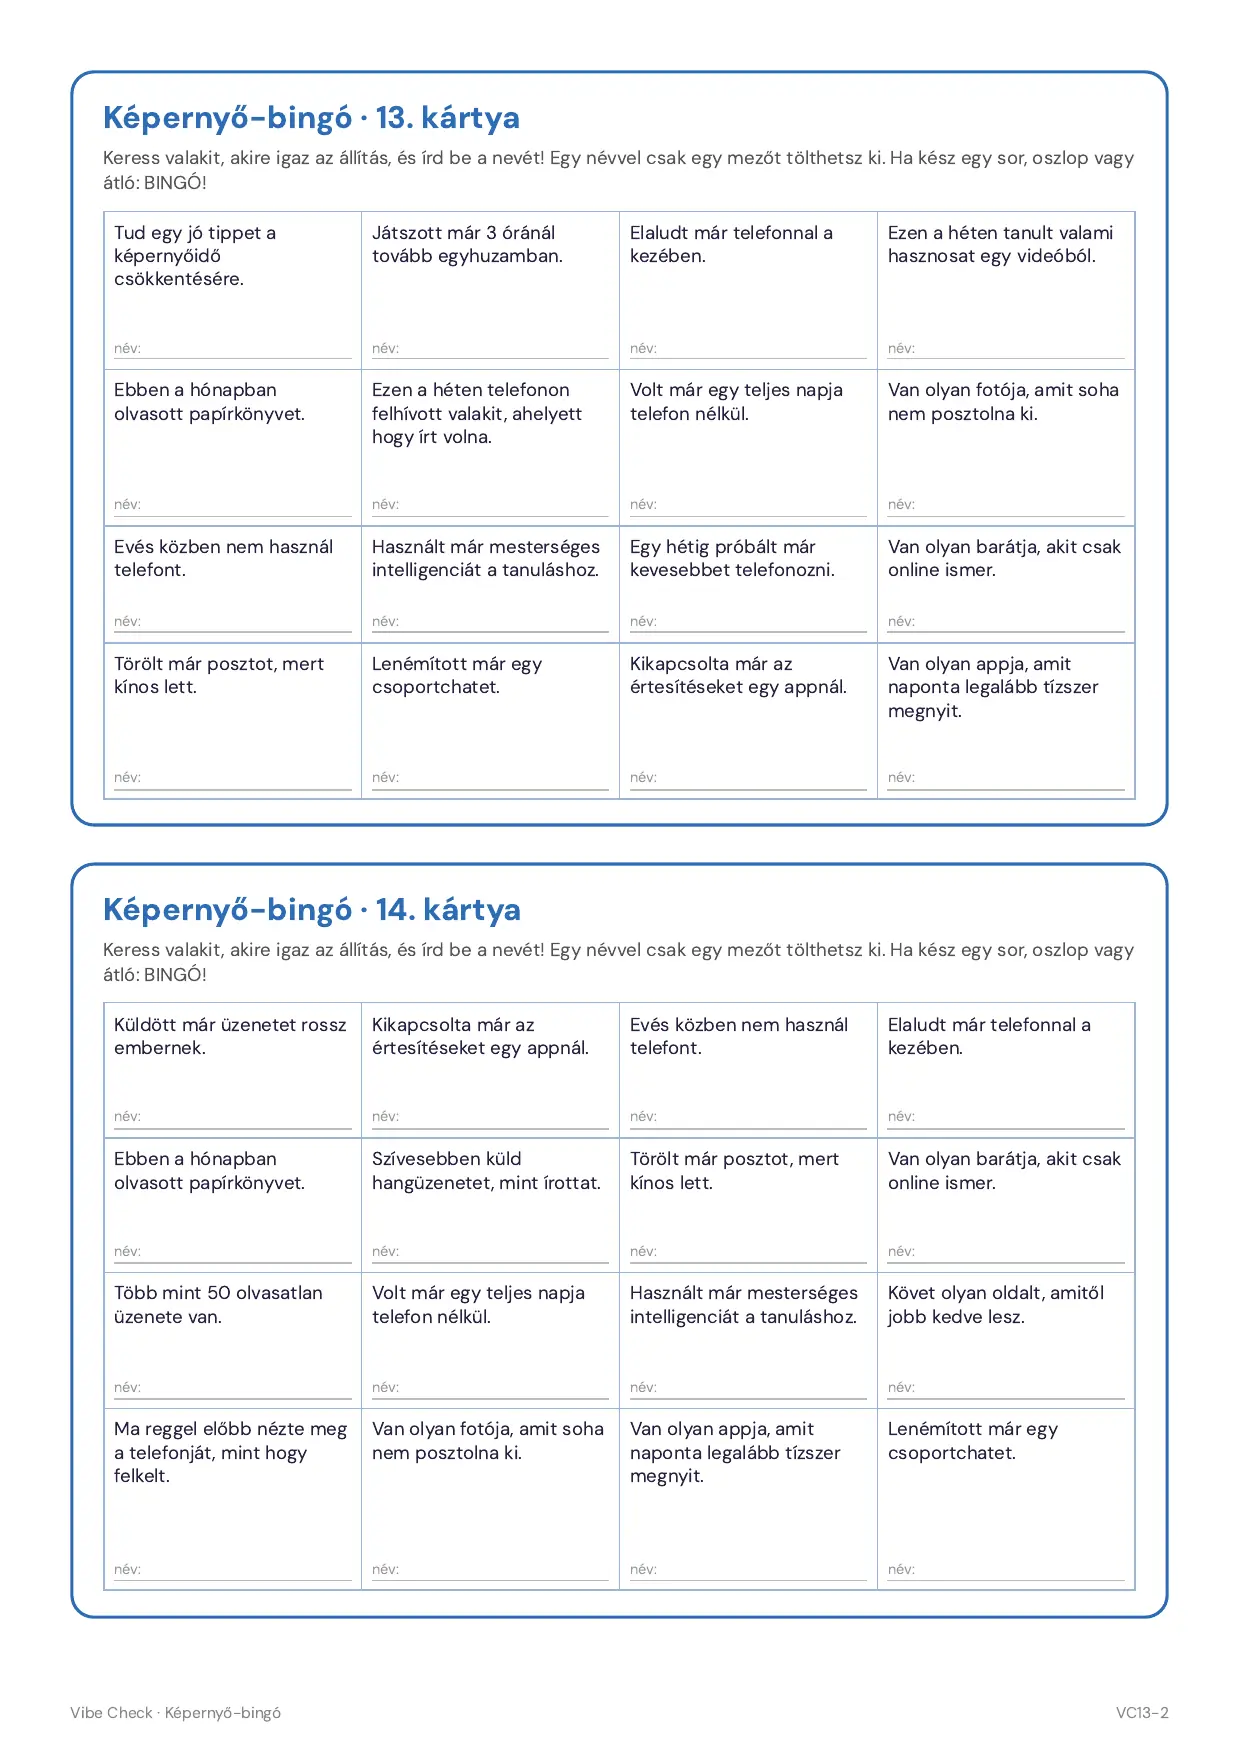 Képernyő-bingó · 13. kártya
Keress valakit, akire igaz az állítás, és írd be a nevét! Egy névvel csak egy mezőt tölthetsz ki. Ha kész egy sor, oszlop vagy
átló: BINGÓ!
Tud egy jó tippet a
képernyőidő
csökkentésére.
név:
Játszott már 3 óránál
tovább egyhuzamban.
név:
Elaludt már telefonnal a
kezében.
név:
Ezen a héten tanult valami
hasznosat egy videóból.
név:
Ebben a hónapban
olvasott papírkönyvet.
név:
Ezen a héten telefonon
felhívott valakit, ahelyett
hogy írt volna.
név:
Volt már egy teljes napja
telefon nélkül.
név:
Van olyan fotója, amit soha
nem posztolna ki.
név:
Evés közben nem használ
telefont.
név:
Használt már mesterséges
intelligenciát a tanuláshoz.
név:
Egy hétig próbált már
kevesebbet telefonozni.
név:
Van olyan barátja, akit csak
online ismer.
név:
Törölt már posztot, mert
kínos lett.
név:
Lenémított már egy
csoportchatet.
név:
Kikapcsolta már az
értesítéseket egy appnál.
név:
Van olyan appja, amit
naponta legalább tízszer
megnyit.
név:
Képernyő-bingó · 14. kártya
Keress valakit, akire igaz az állítás, és írd be a nevét! Egy névvel csak egy mezőt tölthetsz ki. Ha kész egy sor, oszlop vagy
átló: BINGÓ!
Küldött már üzenetet rossz
embernek.
név:
Kikapcsolta már az
értesítéseket egy appnál.
név:
Evés közben nem használ
telefont.
név:
Elaludt már telefonnal a
kezében.
név:
Ebben a hónapban
olvasott papírkönyvet.
név:
Szívesebben küld
hangüzenetet, mint írottat.
név:
Törölt már posztot, mert
kínos lett.
név:
Van olyan barátja, akit csak
online ismer.
név:
Több mint 50 olvasatlan
üzenete van.
név:
Volt már egy teljes napja
telefon nélkül.
név:
Használt már mesterséges
intelligenciát a tanuláshoz.
név:
Követ olyan oldalt, amitől
jobb kedve lesz.
név:
Ma reggel előbb nézte meg
a telefonját, mint hogy
felkelt.
név:
Van olyan fotója, amit soha
nem posztolna ki.
név:
Van olyan appja, amit
naponta legalább tízszer
megnyit.
név:
Lenémított már egy
csoportchatet.
név:
Vibe Check · Képernyő-bingó
VC13-2